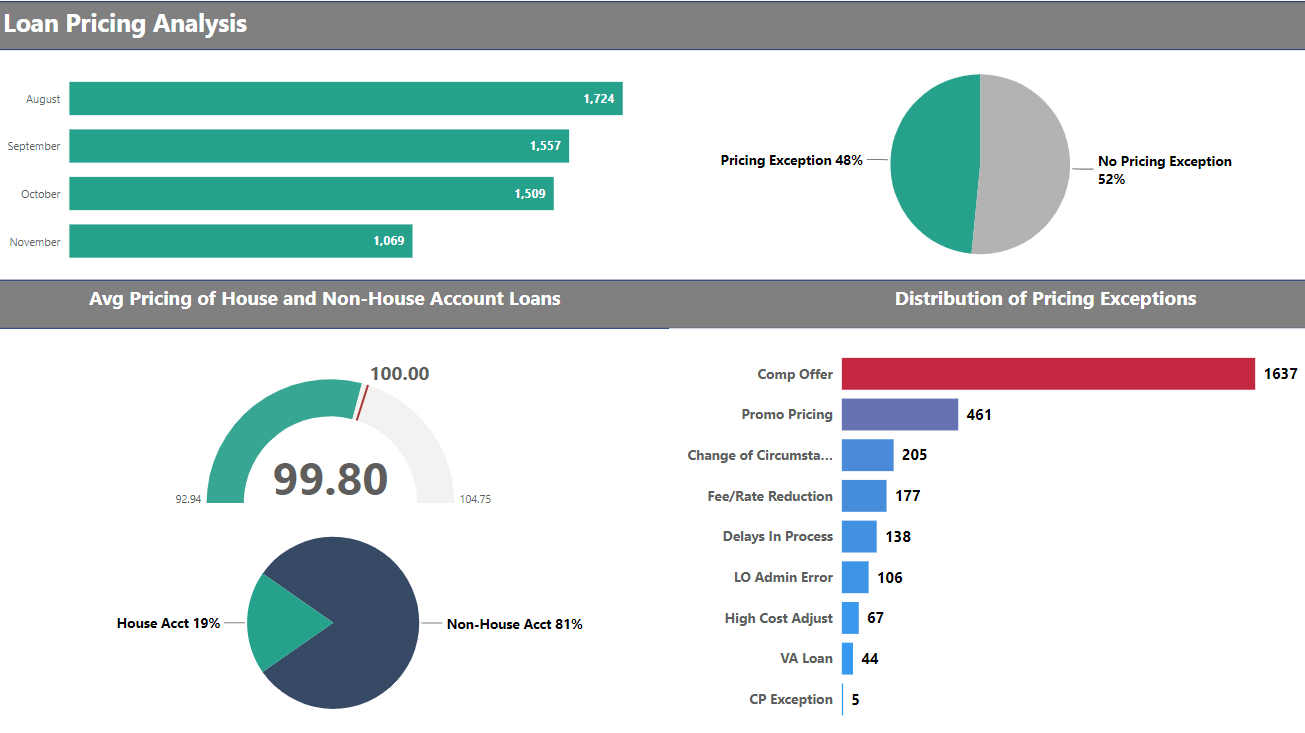 Loan Pricing Analysis
August
1,724
September
1,557
October
1,509
November
1,069
Pricing Exception 48%
No Pricing Exception
52%
Avg Pricing of House and Non-House Account Loans
100.00
99.80
92.94
104.75
House Acct 19%
Non-House Acct 81%
Distribution of Pricing Exceptions
Comp Offer
1637
Promo Pricing
461
Change of Circumsta...
205
Fee/Rate Reduction
177
Delays In Process
138
LO Admin Error
106
High Cost Adjust
67
VA Loan
44
CP Exception
5